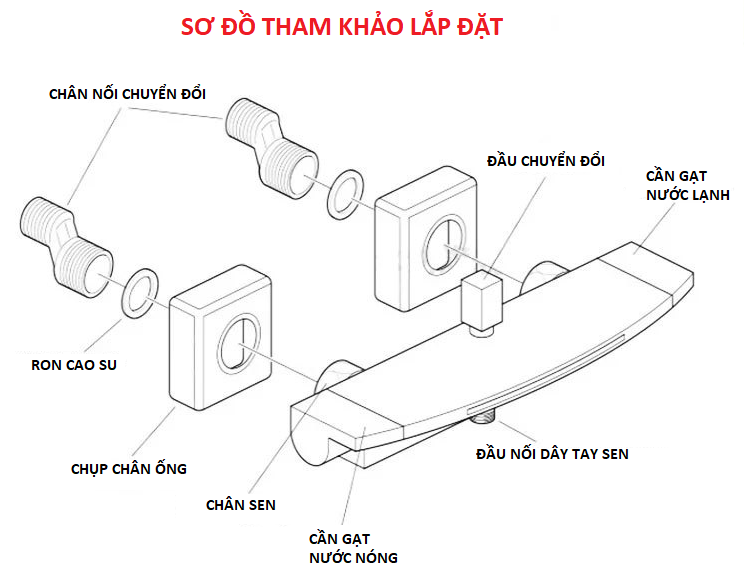 SƠ ĐỒ THAM KHẢO LẮP ĐẶT
CHÂN NỐI CHUYỂN ĐỔI
ĐẦU CHUYỂN ĐỔI
CẦN GẠT
NƯỚC LẠNH
RON CAO SU
CHỤP CHÂN ỐNG
ĐẦU NỐI DÂY TAY SEN
CHÂN SEN
CẦN GẠT
NƯỚC NÓNG